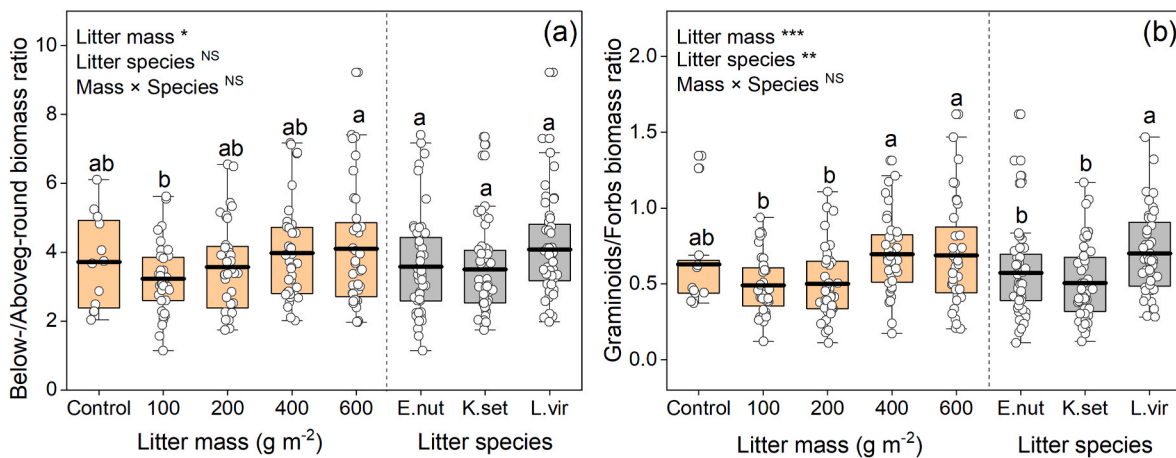 (a)
Litter mass *
Litter species NS
Mass × Species NS
Below-/Aboveg-round biomass ratio
10
8
6
4
2
0
ab
b
ab
ab
a
a
a
a
Control 100 200 400 600 E.nut K.set L.vir
Litter mass (g m-2) Litter species
(b)
Litter mass ***
Litter species **
Mass × Species NS
Graminoids/Forbs biomass ratio
2.0
1.5
1.0
0.5
0.0
ab
b
b
a
a
b
b
a
Control 100 200 400 600 E.nut K.set L.vir
Litter mass (g m-2) Litter species